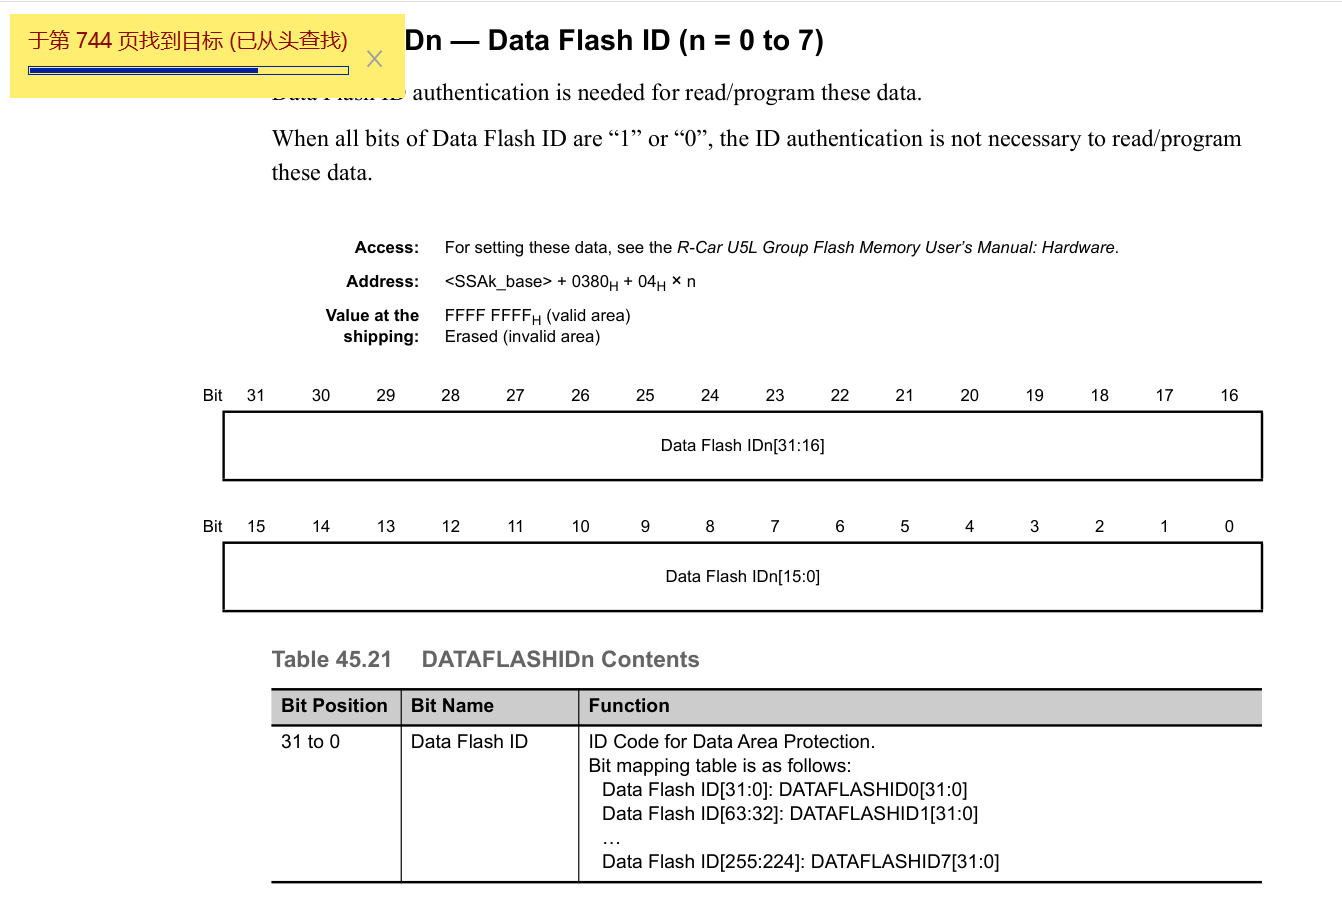 于第 744 页找到目标 (已从头查找)
Dn — Data Flash ID (n = 0 to 7)
Data Flash ID authentication is needed for read/program these data.
When all bits of Data Flash ID are “1” or “0”, the ID authentication is not necessary to read/program
these data.
Access: For setting these data, see the R-Car U5L Group Flash Memory User’s Manual: Hardware.
Address: <SSAk_base> + 0380H + 04H × n
Value at the FFFF FFFFH (valid area)
shipping: Erased (invalid area)
Bit 31 30 29 28 27 26 25 24 23 22 21 20 19 18 17 16
Data Flash IDn[31:16]
Bit 15 14 13 12 11 10 9 8 7 6 5 4 3 2 1 0
Data Flash IDn[15:0]
Table 45.21 DATAFLASHIDn Contents
Bit Position Bit Name Function
31 to 0 Data Flash ID ID Code for Data Area Protection.
Bit mapping table is as follows:
Data Flash ID[31:0]: DATAFLASHID0[31:0]
Data Flash ID[63:32]: DATAFLASHID1[31:0]
…
Data Flash ID[255:224]: DATAFLASHID7[31:0]